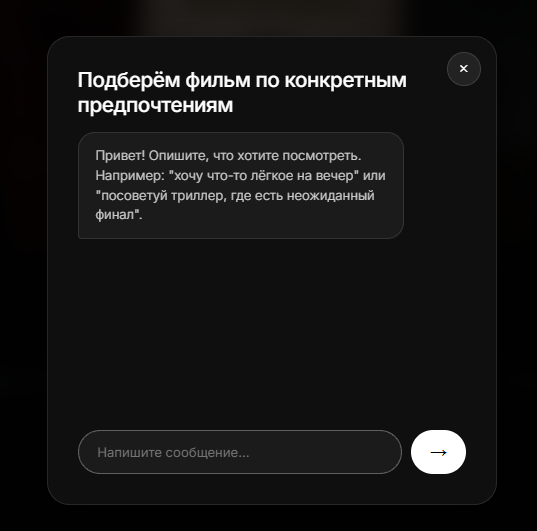 Подберём фильм по конкретным
предпочтениям
Привет! Опишите, что хотите посмотреть.
Например: "хочу что-то лёгкое на вечер" или
"посоветуй триллер, где есть неожиданный
финал".
Напишите сообщение...